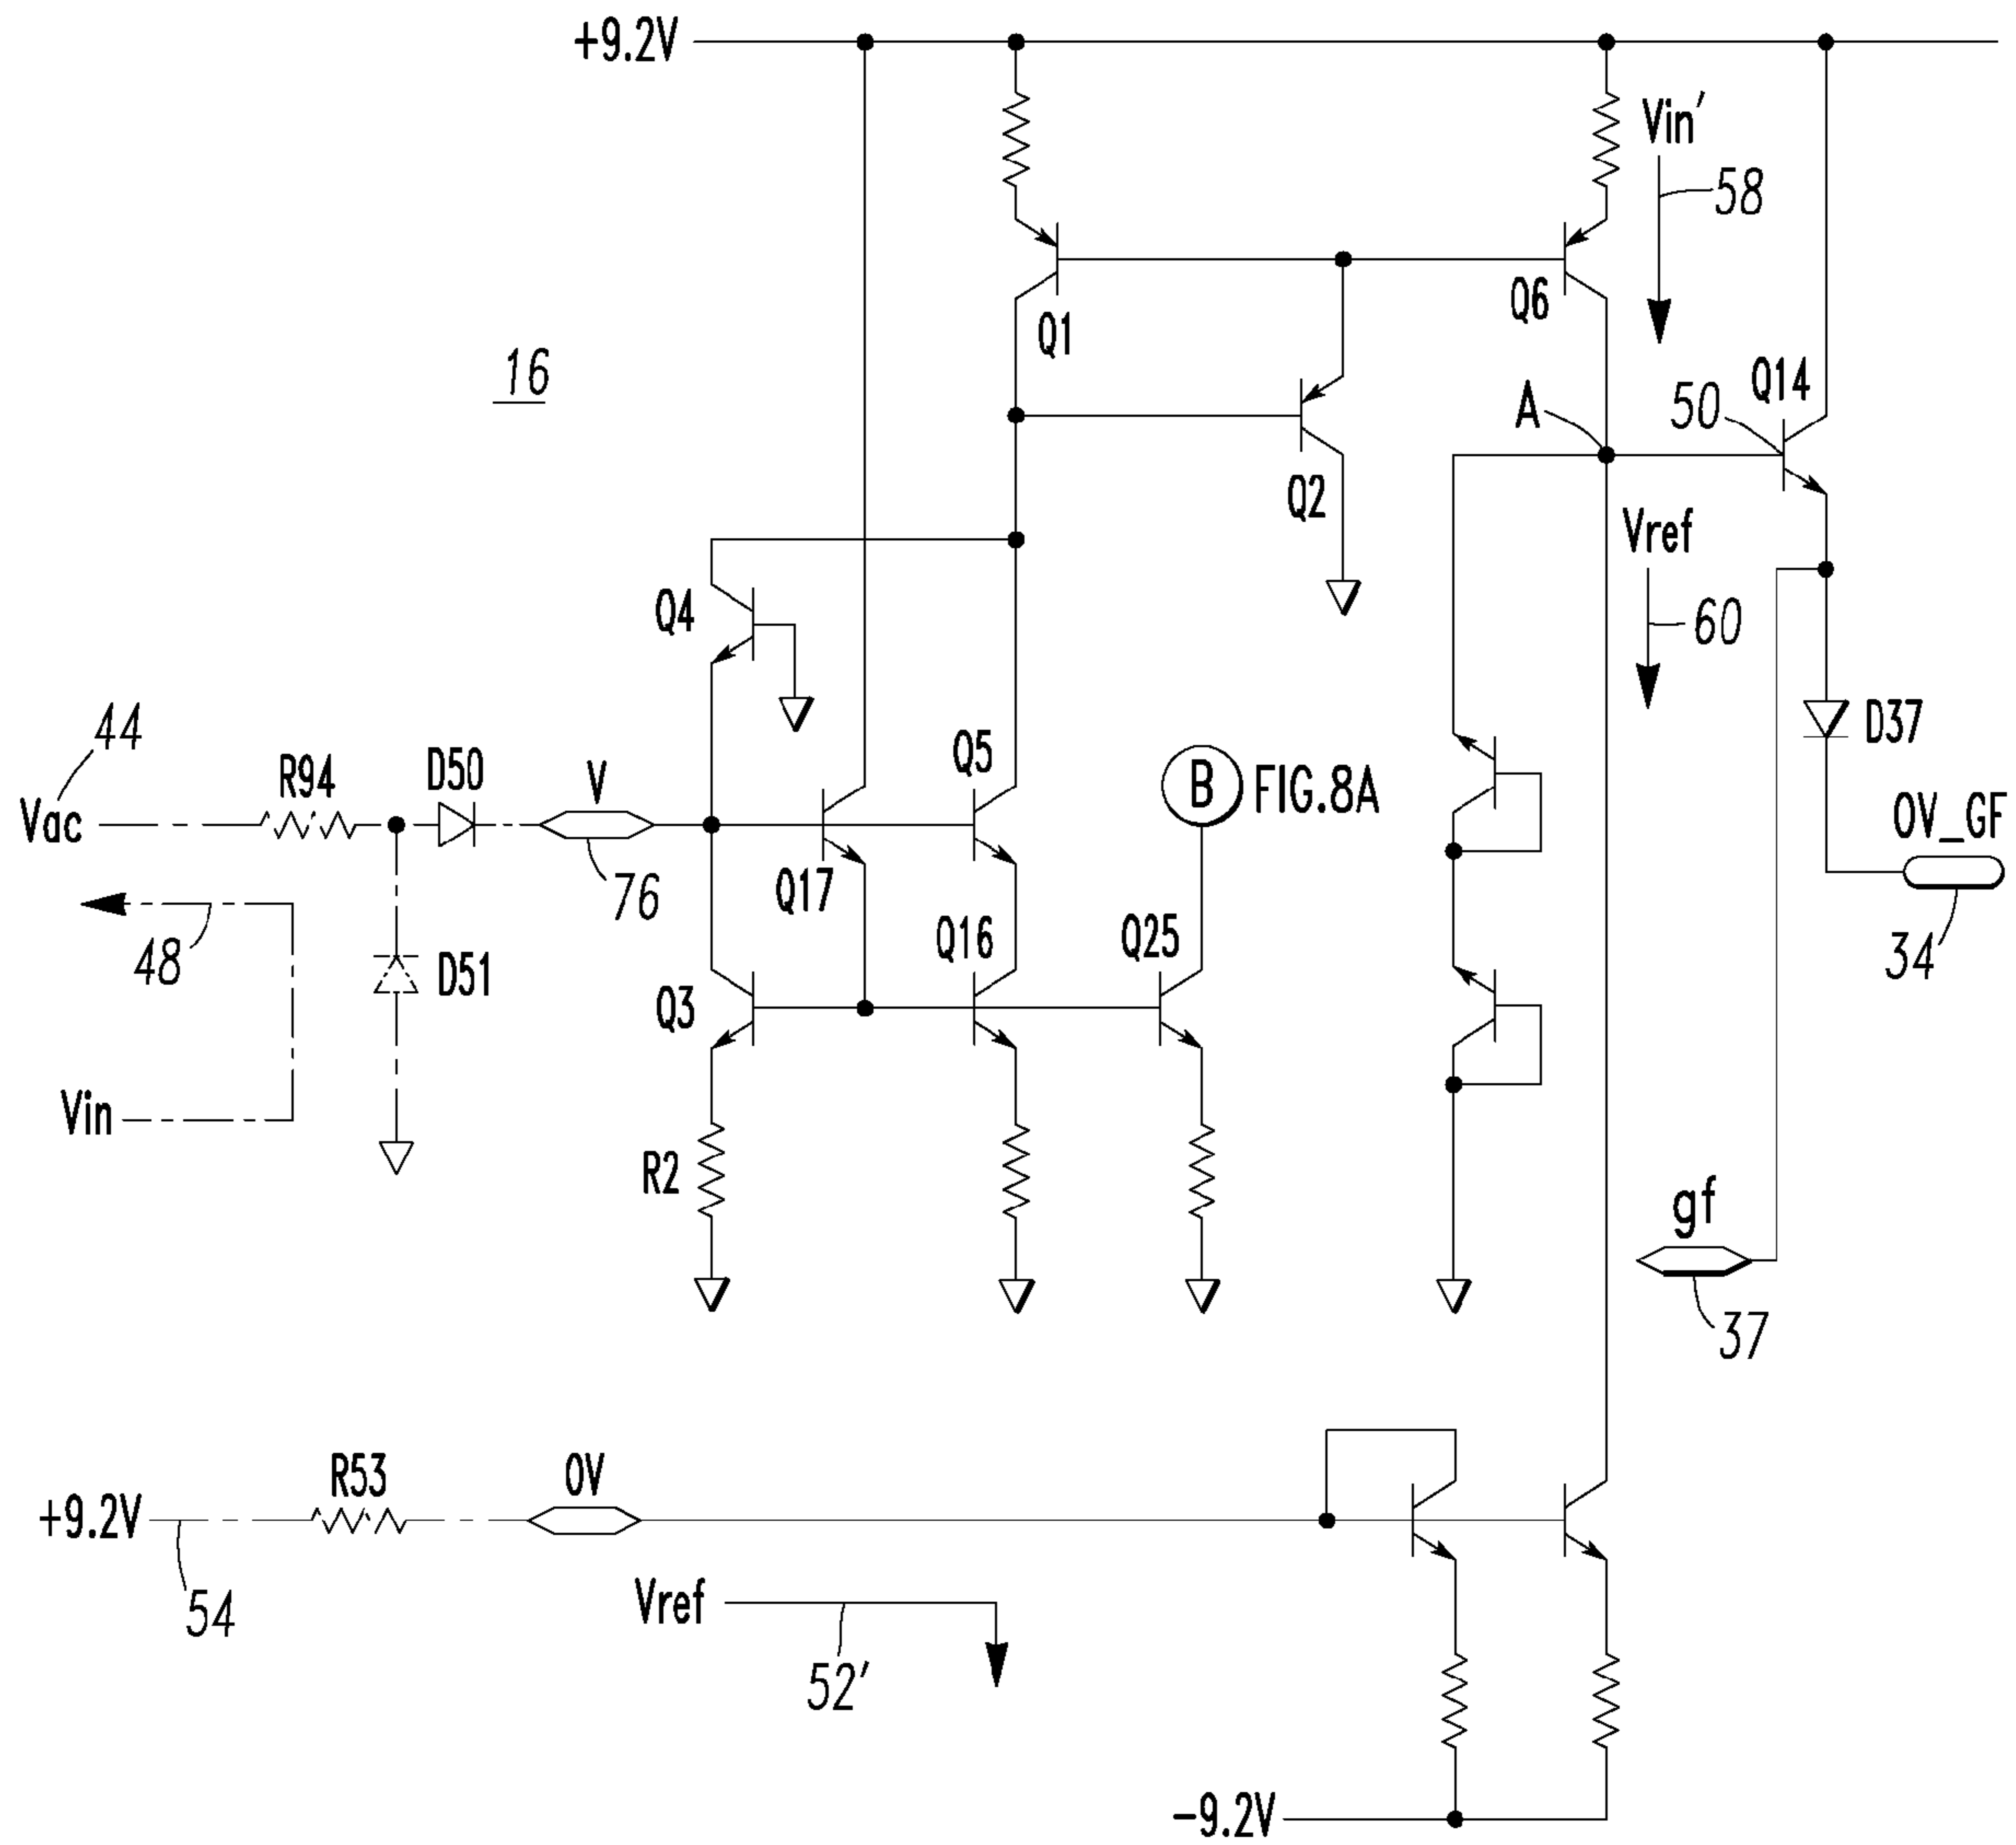 +9.2V
Vin'
58
Q1
Q6
16
Q14
50
A
Q2
Vref
60
Q4
D37
44
R94
D50
V
Q5
B FIG.8A
Vac
OV_GF
76
Q17
48
D51
Q16
Q25
34
Q3
Vin
R2
gf
37
R53
OV
+9.2V
54
Vref
52'
-9.2V